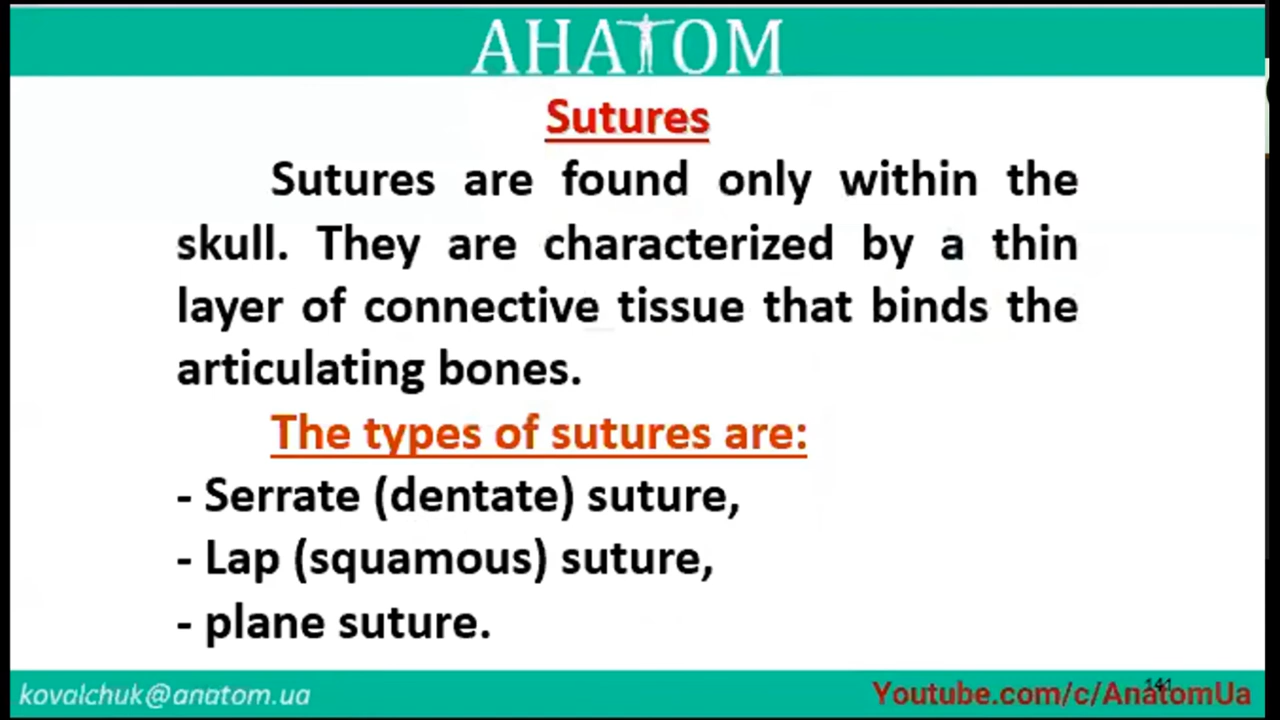 AHATOM
Sutures
Sutures are found only within the
skull. They are characterized by a thin
layer of connective tissue that binds the
articulating bones.
The types of sutures are:
- Serrate (dentate) suture,
- Lap (squamous) suture,
- plane suture.
kovalchuk@anatom.ua
Youtube.com/c/AnatomUa
141